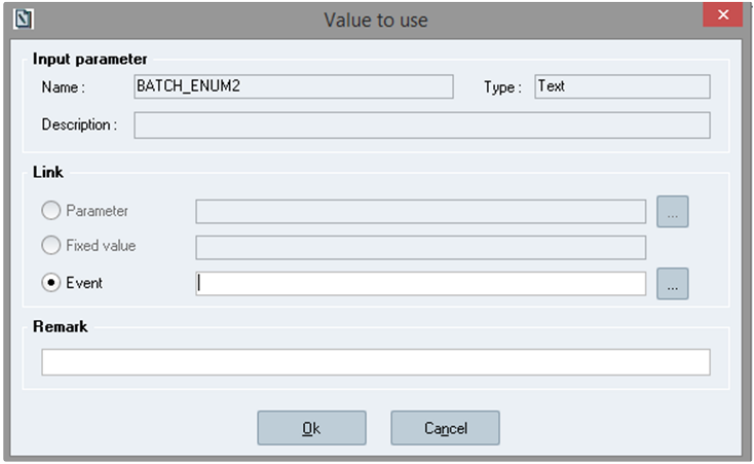 Value to use
Input parameter
Name : BATCH_ENUM2 Type : Text
Description :
Link
Parameter ...
Fixed value
Event ...
Remark
Ok Cancel